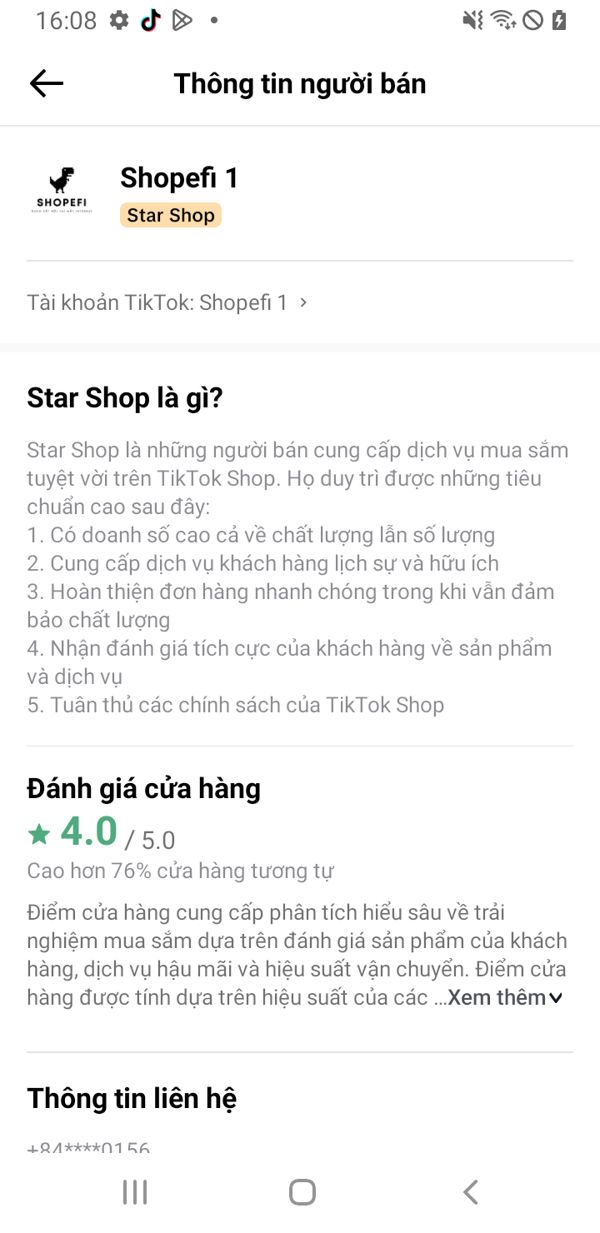 16:08
Thông tin người bán
SHOPEFI
Shopefi 1
Star Shop
Tài khoản TikTok: Shopefi 1 >
Star Shop là gì?
Star Shop là những người bán cung cấp dịch vụ mua sắm
tuyệt vời trên TikTok Shop. Họ duy trì được những tiêu
chuẩn cao sau đây:
1. Có doanh số cao cả về chất lượng lẫn số lượng
2. Cung cấp dịch vụ khách hàng lịch sự và hữu ích
3. Hoàn thiện đơn hàng nhanh chóng trong khi vẫn đảm
bảo chất lượng
4. Nhận đánh giá tích cực của khách hàng về sản phẩm
và dịch vụ
5. Tuân thủ các chính sách của TikTok Shop
Đánh giá cửa hàng
4.0 / 5.0
Cao hơn 76% cửa hàng tương tự
Điểm cửa hàng cung cấp phân tích hiểu sâu về trải
nghiệm mua sắm dựa trên đánh giá sản phẩm của khách
hàng, dịch vụ hậu mãi và hiệu suất vận chuyển. Điểm cửa
hàng được tính dựa trên hiệu suất của các ...Xem thêm
Thông tin liên hệ
+84****0156